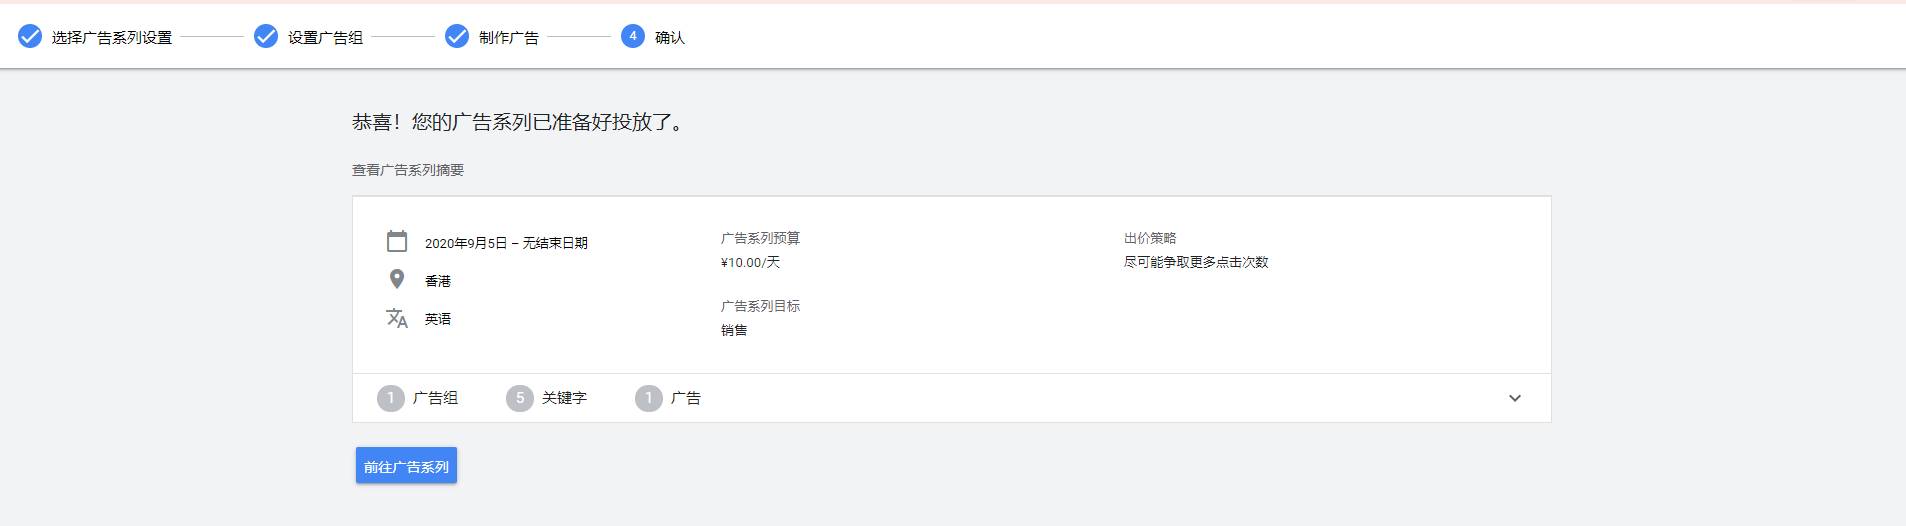 选择广告系列设置 设置广告组 制作广告 4 确认
恭喜！您的广告系列已准备好投放了。
查看广告系列摘要
2020年9月5日 – 无结束日期
香港
英语
广告系列预算
¥10.00/天
广告系列目标
销售
出价策略
尽可能争取更多点击次数
1 广告组 5 关键字 1 广告
前往广告系列